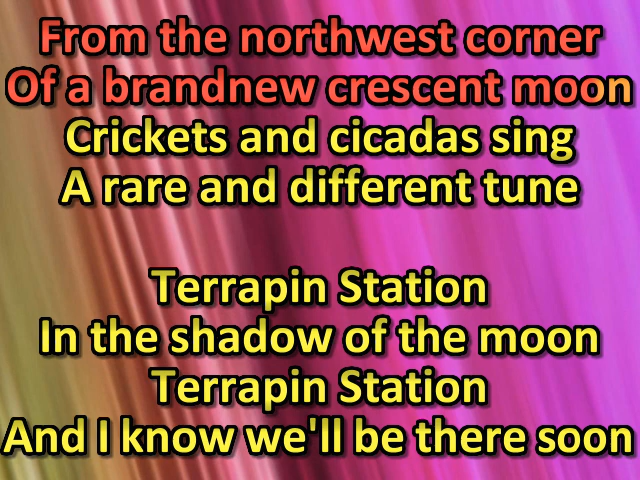 From the northwest corner
Of a brandnew crescent moon
Crickets and cicadas sing
A rare and different tune
Terrapin Station
In the shadow of the moon
Terrapin Station
And I know we'll be there soon